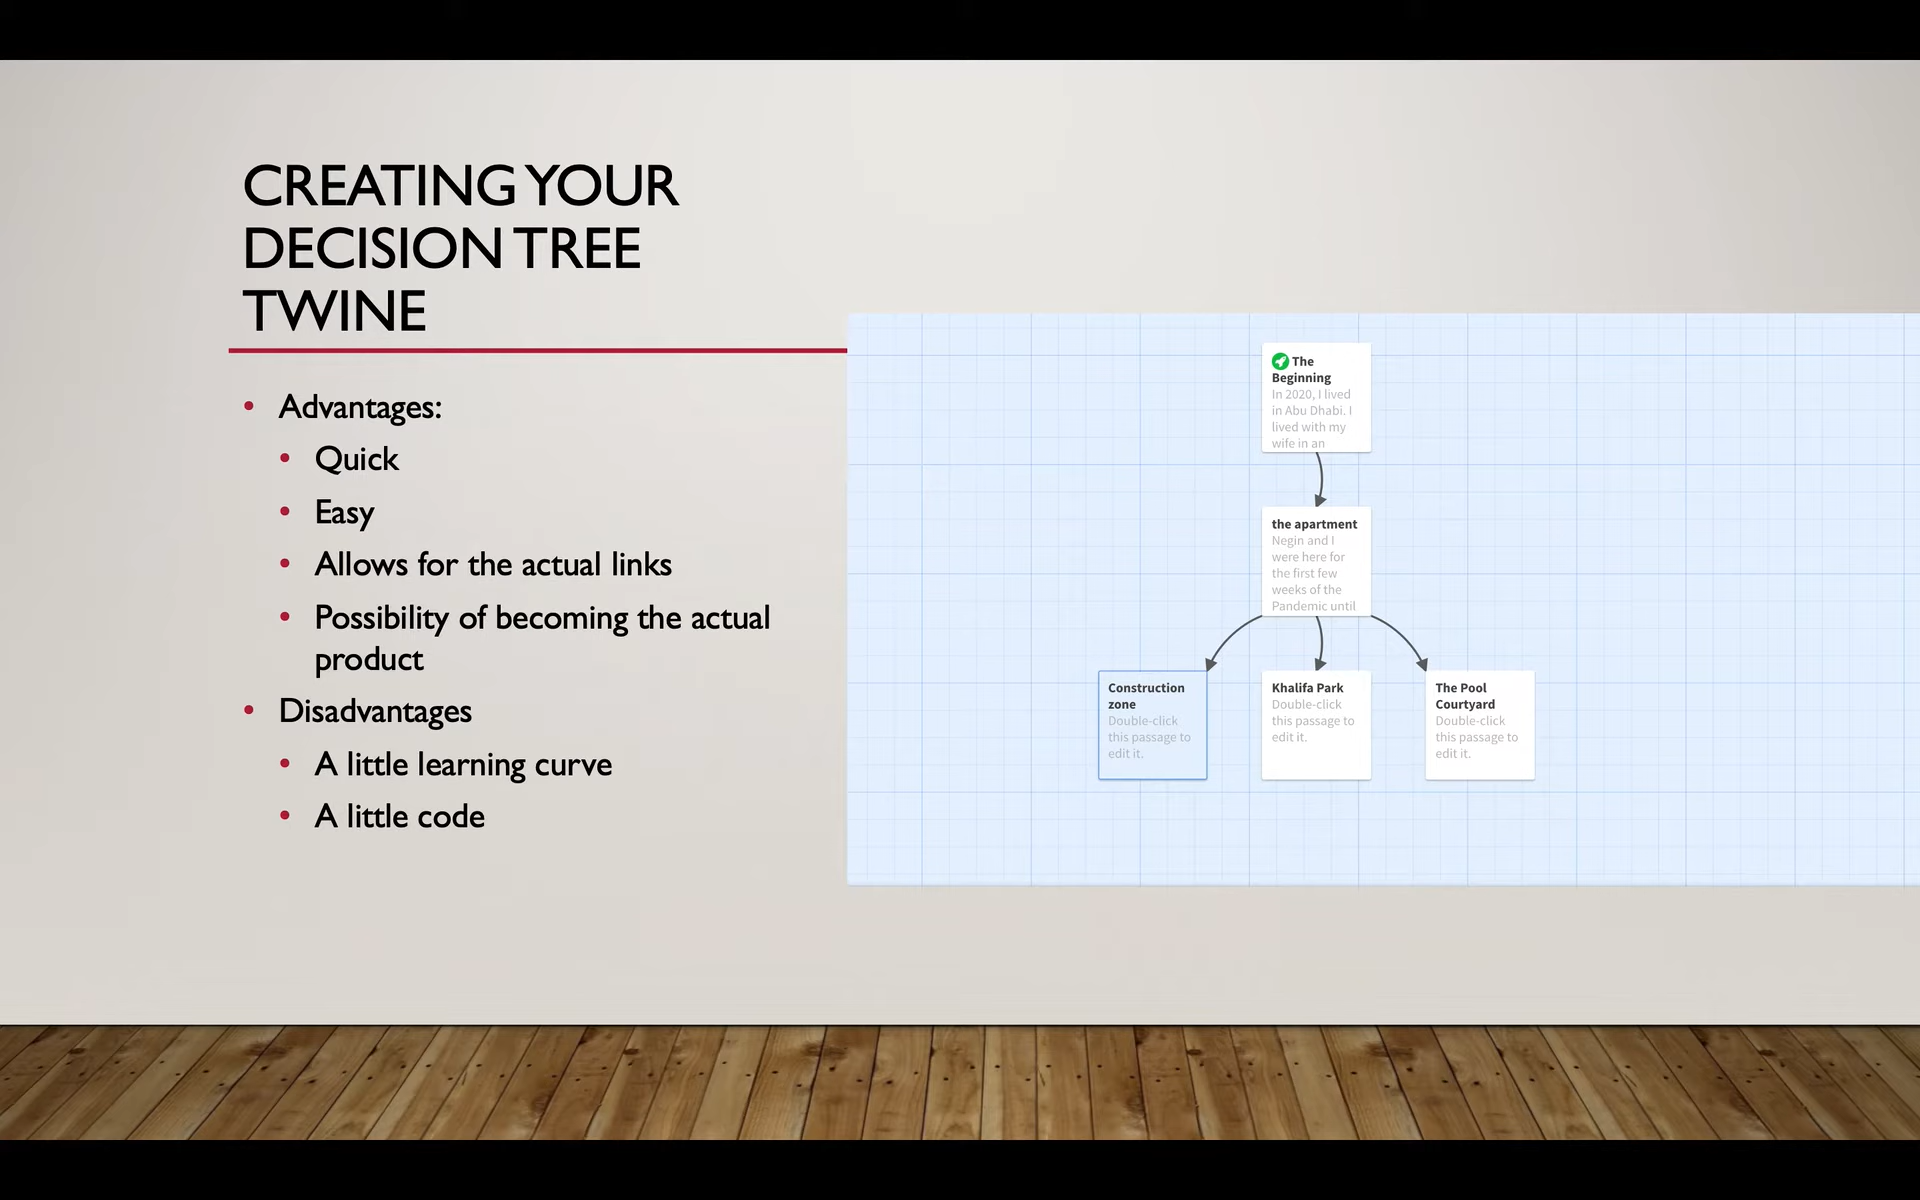 CREATING YOUR
DECISION TREE
TWINE
Advantages:
Quick
Easy
Allows for the actual links
Possibility of becoming the actual
product
Disadvantages
A little learning curve
A little code
The
Beginning
In 2020, I lived
in Abu Dhabi. I
lived with my
wife in an
the apartment
Negin and I
were here for
the first few
weeks of the
Pandemic until
Construction
zone
Double-click
this passage to
edit it.
Khalifa Park
Double-click
this passage to
edit it.
The Pool
Courtyard
Double-click
this passage to
edit it.